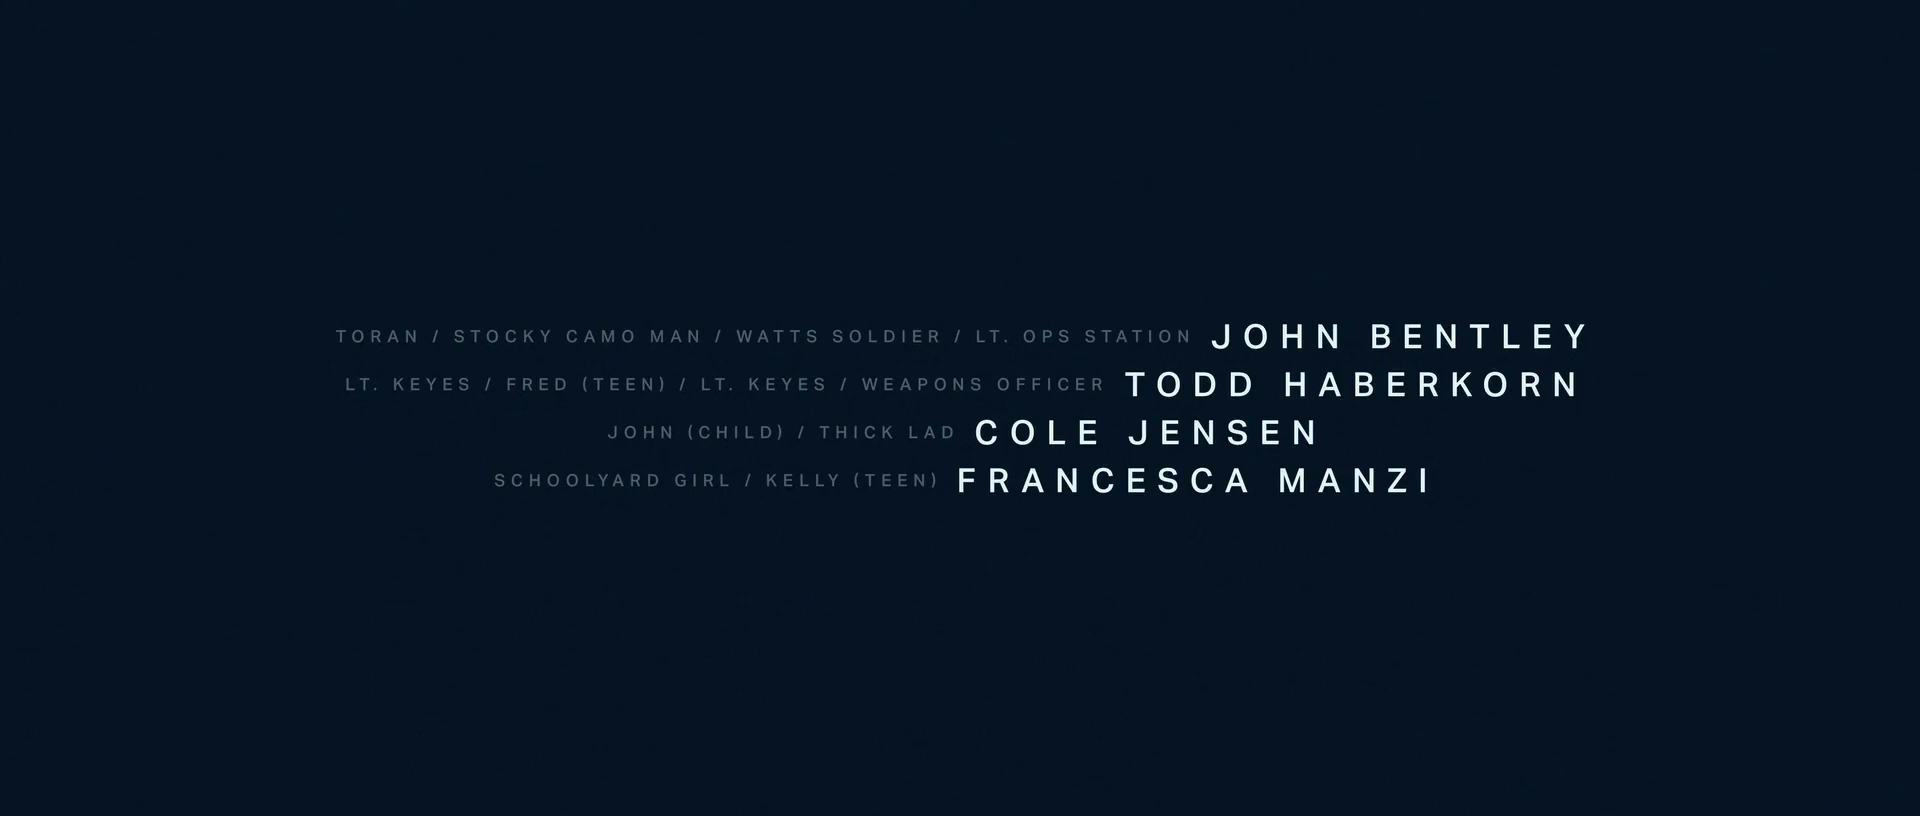 TORAN / STOCKY CAMO MAN / WATTS SOLDIER / LT. OPS STATION JOHN BENTLEY
LT. KEYES / FRED (TEEN) / LT. KEYES / WEAPONS OFFICER TODD HABERKORN
JOHN (CHILD) / THICK LAD COLE JENSEN
SCHOOLYARD GIRL / KELLY (TEEN) FRANCESCA MANZI